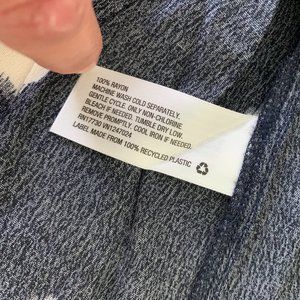 100% RAYON
MACHINE WASH COLD SEPARATELY.
GENTLE CYCLE. ONLY NON-CHLORINE
BLEACH IF NEEDED. TUMBLE DRY LOW.
REMOVE PROMPTLY. COOL IRON IF NEEDED.
RN17730 VN1247024
LABEL MADE FROM 100% RECYCLED PLASTIC